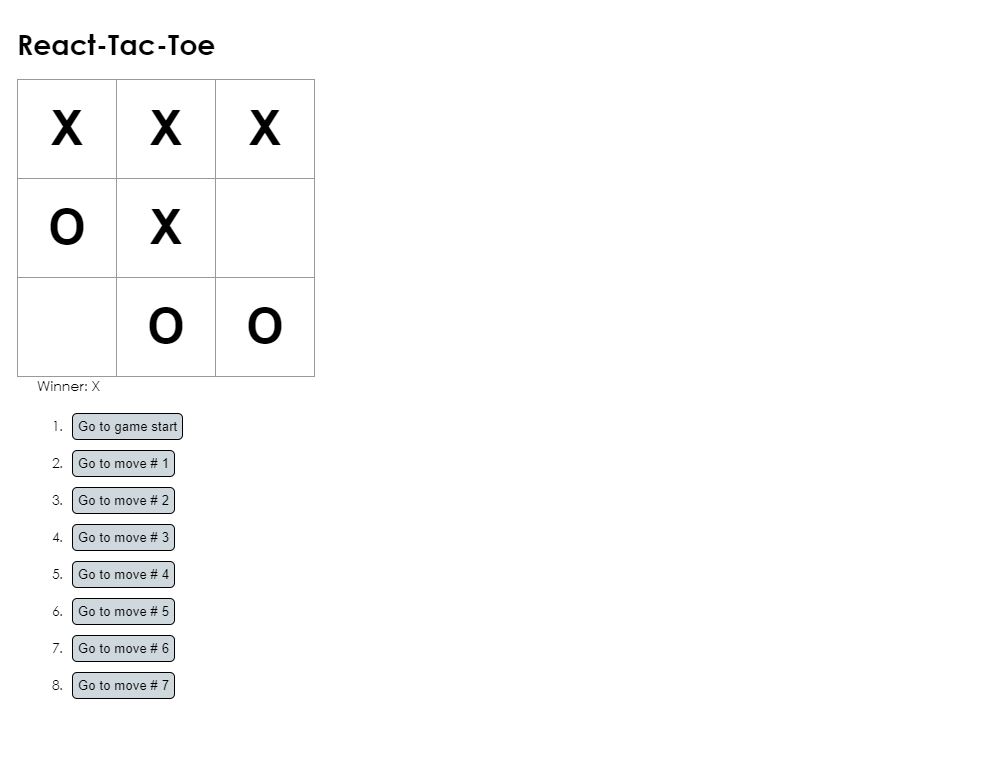 React-Tac-Toe
X X X
O X
O O
Winner: X
1. Go to game start
2. Go to move # 1
3. Go to move # 2
4. Go to move # 3
5. Go to move # 4
6. Go to move # 5
7. Go to move # 6
8. Go to move # 7